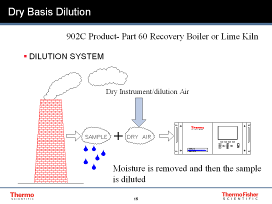 Dry Basis Dilution
902C Product- Part 60 Recovery Boiler or Lime Kiln
DILUTION SYSTEM
Dry Instrument/dilution Air
SAMPLE + DRY AIR
Moisture is removed and then the sample
is diluted
Thermo
SCIENTIFIC
ThermoFisher
SCIENTIFIC